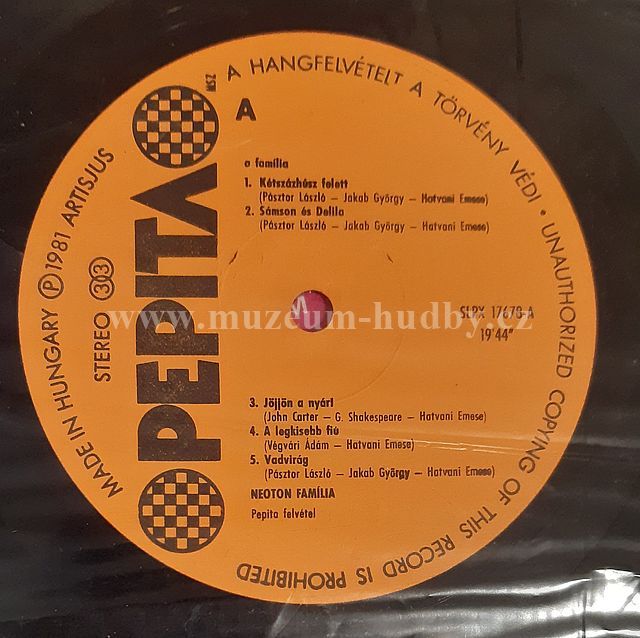 A HANGFELVÉTELT A TÖRVÉNY VÉDI • UNAUTHORIZED COPYING OF THIS RECORD IS PROHIBITED
MADE IN HUNGARY Ⓟ 1981 ARTISJUS
STEREO 303
PEPITA
MSZ
A
a família
1. Kétszázhúsz felett
(Pásztor László – Jakab György – Hatvani Emese)
2. Sámson és Delila
(Pásztor László – Jakab György – Hatvani Emese)
SLPX 17678-A
19'44"
www.muzeum-hudby.cz
3. Jöjjön a nyár!
(John Carter – G. Shakespeare – Hatvani Emese)
4. A legkisebb fiú
(Végvári Ádám – Hatvani Emese)
5. Vadvirág
(Pásztor László – Jakab György – Hatvani Emese)
NEOTON FAMÍLIA
Pepita felvétel